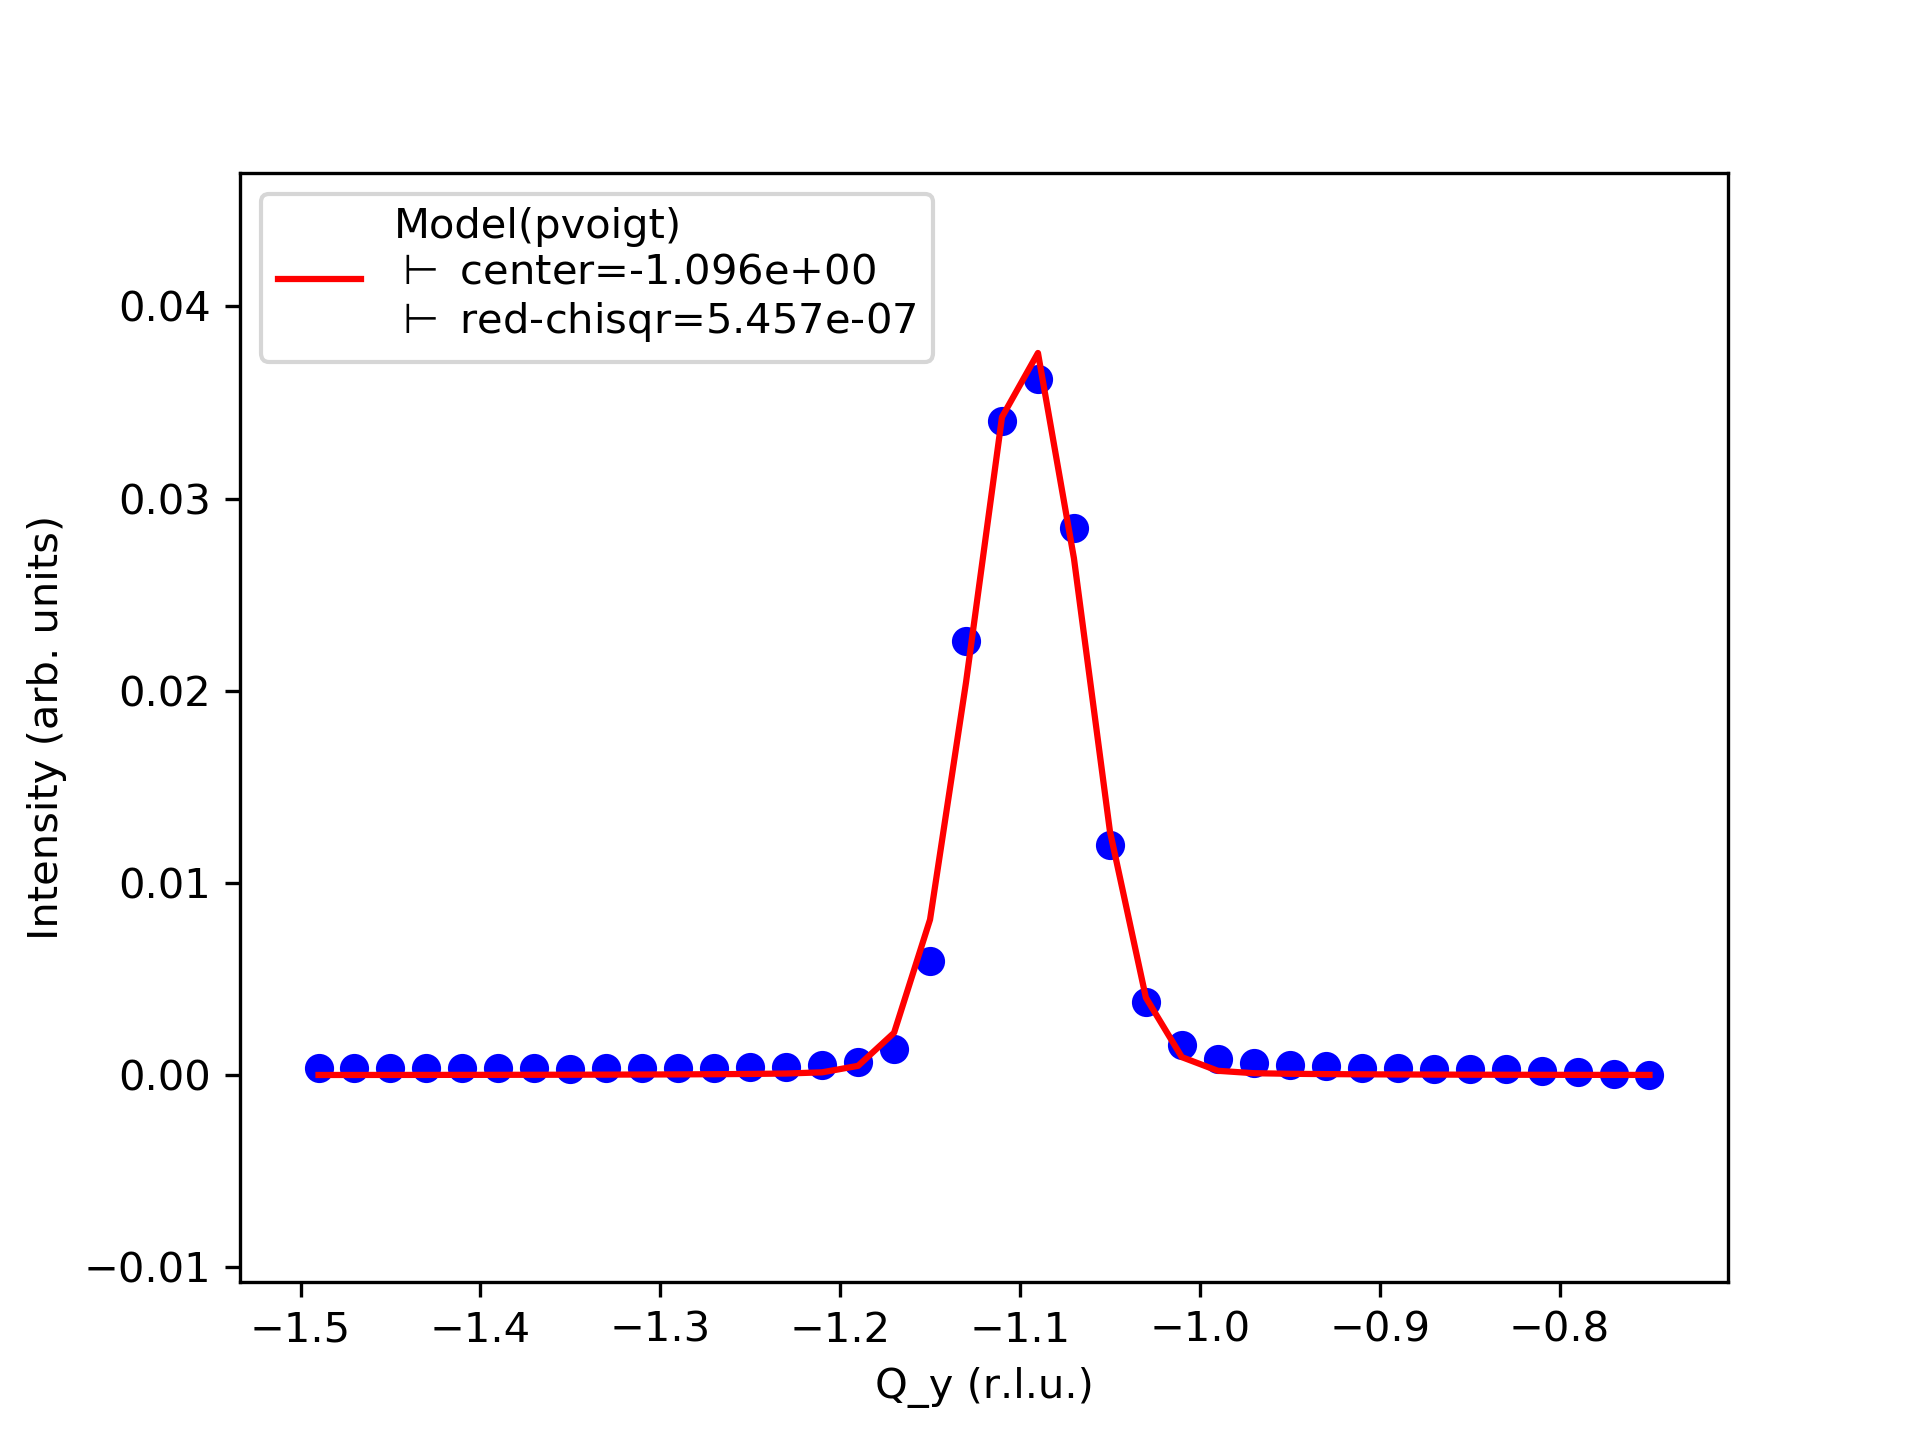 Model(pvoigt)
⊢ center=-1.096e+00
⊢ red-chisqr=5.457e-07
0.04
0.03
0.02
0.01
0.00
−0.01
Intensity (arb. units)
−1.5 −1.4 −1.3 −1.2 −1.1 −1.0 −0.9 −0.8
Q_y (r.l.u.)